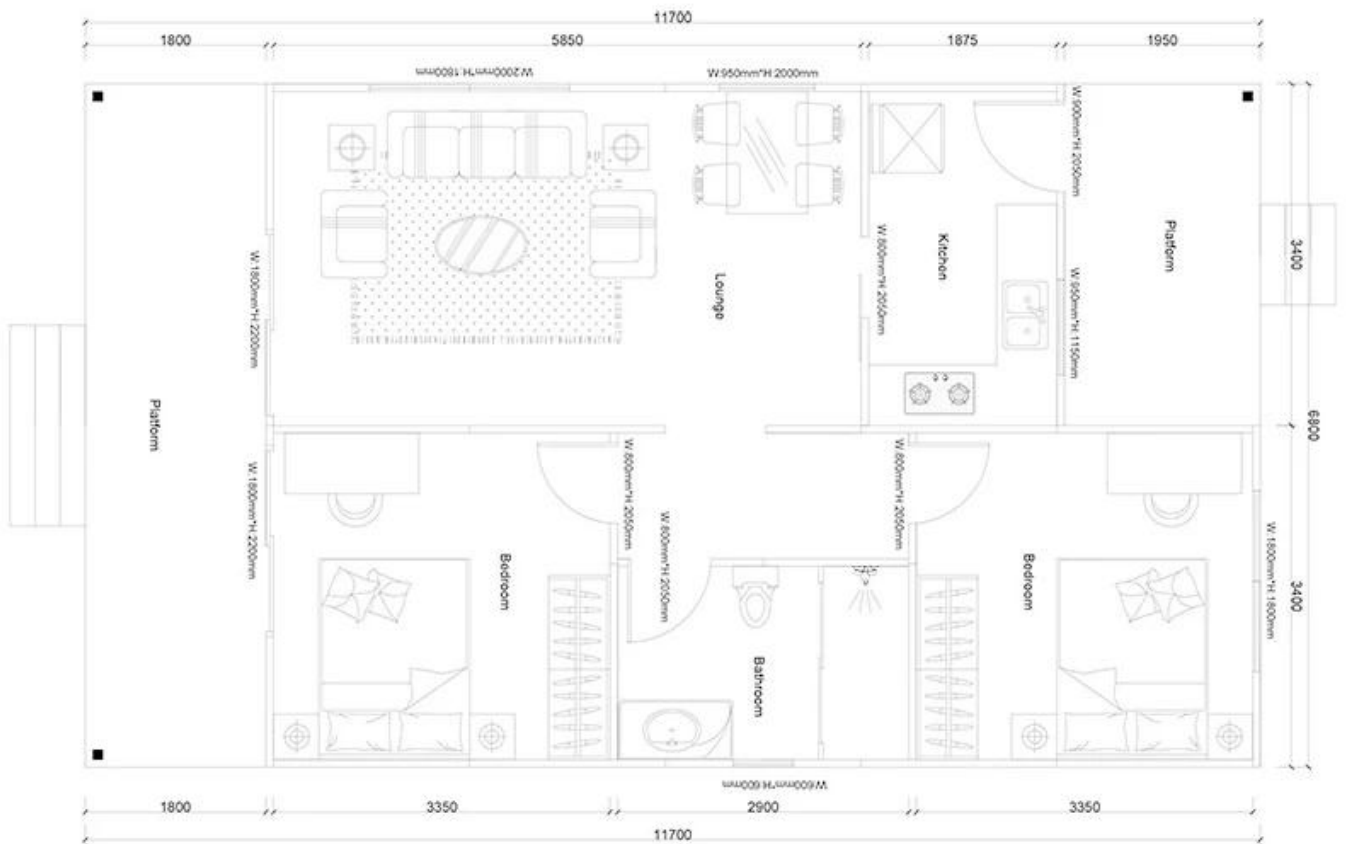 11700
1800
5850
1875
1950
W:2000mm*H:1800mm
W:950mm*H:2000mm
W:900mm*H:2050mm
3400
W:1800mm*H:2200mm
Lounge
W:800mm*H:2050mm
Kitchen
W:950mm*H:1150mm
Platform
6800
Platform
W:1800mm*H:2200mm
W:800mm*H:2050mm
W:800mm*H:2050mm
W:800mm*H:2050mm
Bedroom
Bedroom
W:1800mm*H:1800mm
3400
Bathroom
W:600mm*H:600mm
1800
3350
2900
3350
11700